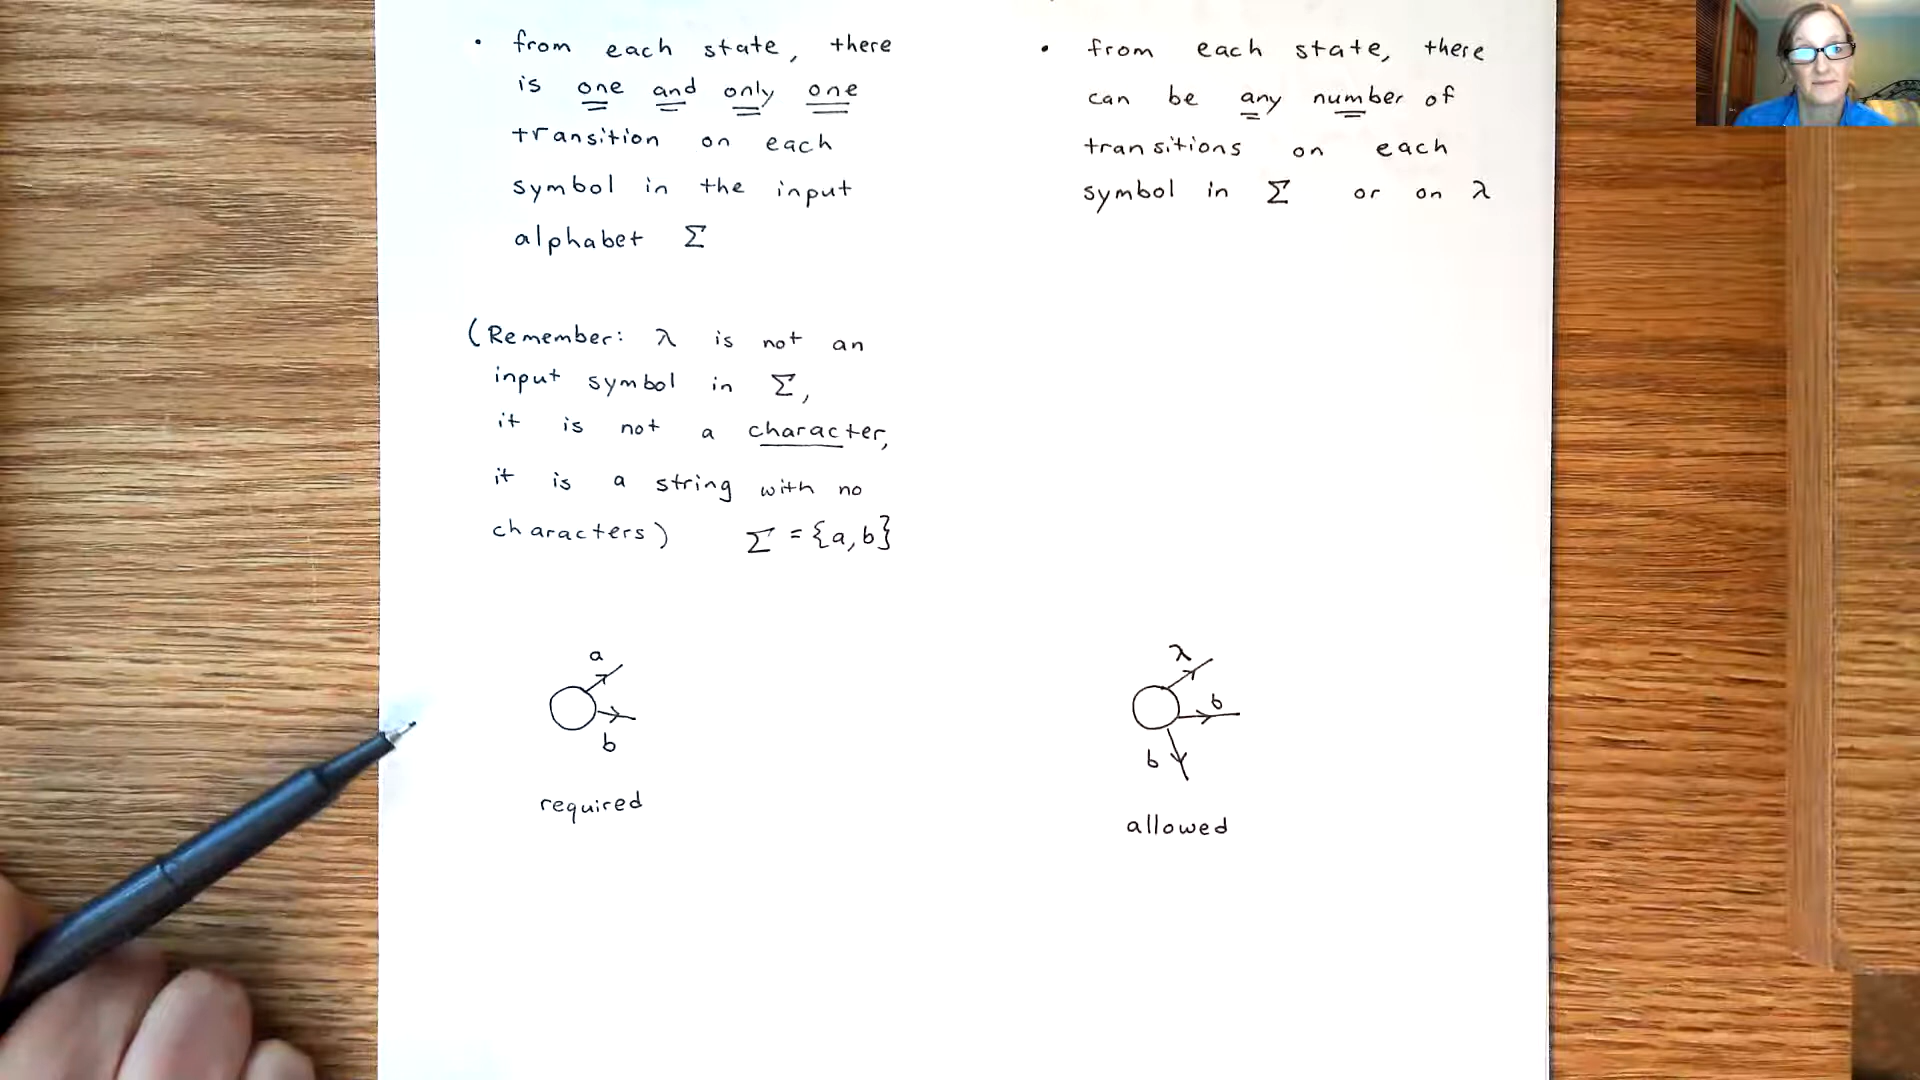 • from each state, there
is one and only one
transition on each
symbol in the input
alphabet Σ
(Remember: λ is not an
input symbol in Σ,
it is not a character,
it is a string with no
characters) Σ = {a, b}
a
b
required
• from each state, there
can be any number of
transitions on each
symbol in Σ or on λ
λ
b
b
allowed